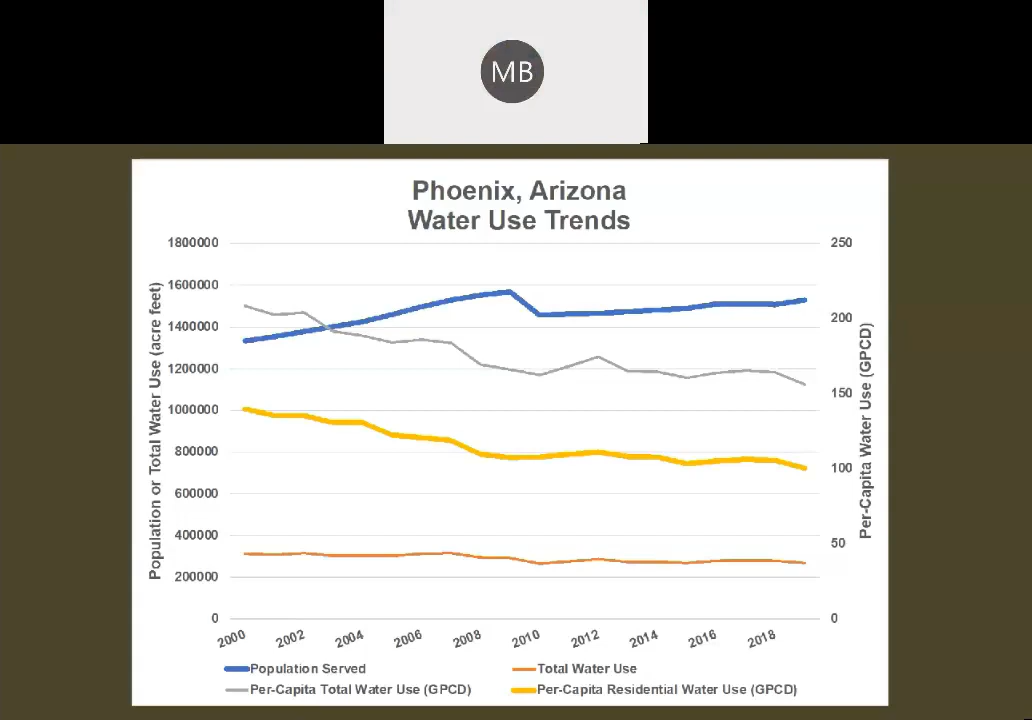 MB
Phoenix, Arizona
Water Use Trends
1800000
1600000
1400000
1200000
1000000
800000
600000
400000
200000
0
Population or Total Water Use (acre feet)
250
200
150
100
50
0
Per-Capita Water Use (GPCD)
2000 2002 2004 2006 2008 2010 2012 2014 2016 2018
Population Served Total Water Use
Per-Capita Total Water Use (GPCD) Per-Capita Residential Water Use (GPCD)